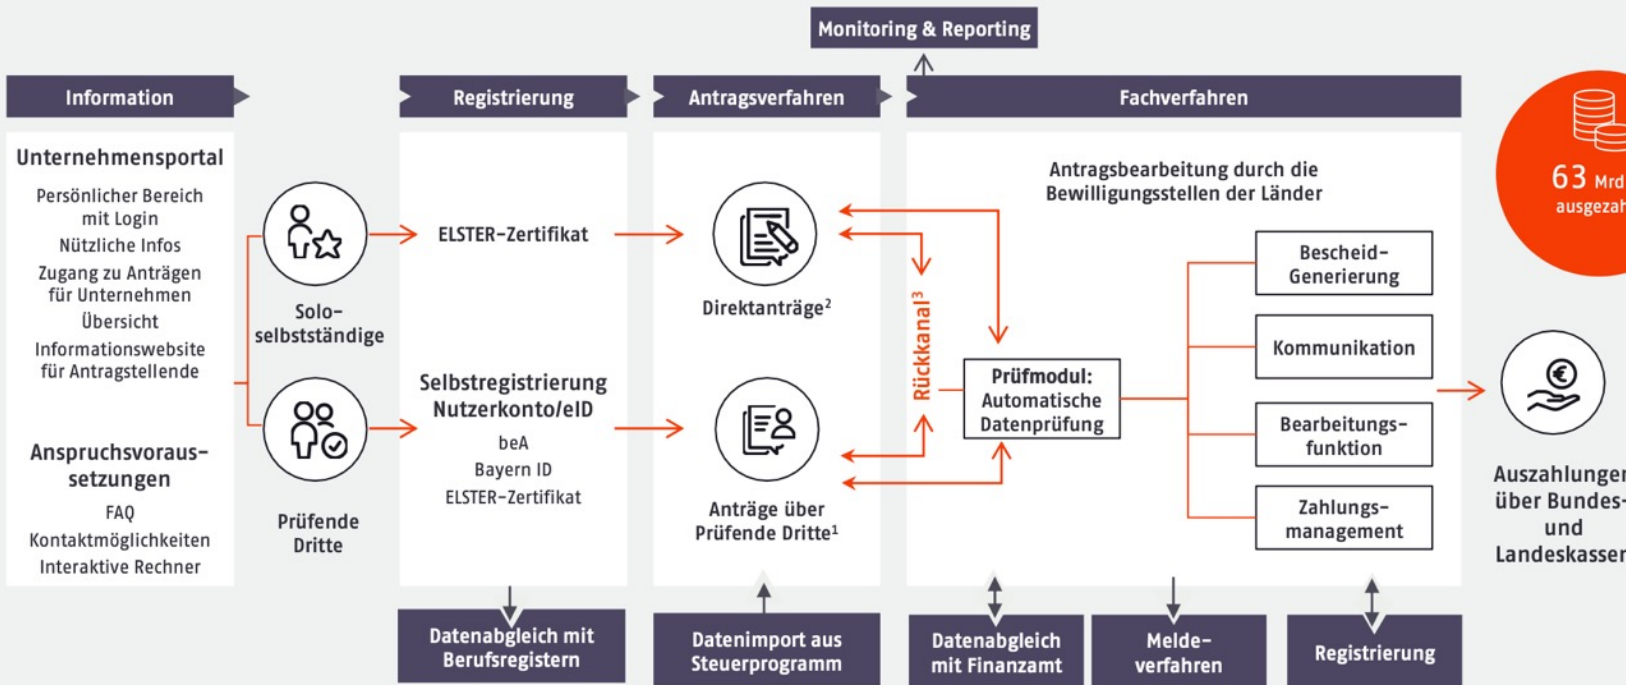 Monitoring & Reporting
Information
Registrierung
Antragsverfahren
Fachverfahren
Unternehmensportal
Persönlicher Bereich
mit Login
Nützliche Infos
Zugang zu Anträgen
für Unternehmen
Übersicht
Informationswebsite
für Antragstellende
Anspruchsvoraus-
setzungen
FAQ
Kontaktmöglichkeiten
Interaktive Rechner
Solo-
selbstständige
Prüfende
Dritte
ELSTER-Zertifikat
Selbstregistrierung
Nutzerkonto/eID
beA
Bayern ID
ELSTER-Zertifikat
Direktanträge²
Anträge über
Prüfende Dritte¹
Antragsbearbeitung durch die
Bewilligungsstellen der Länder
Rückkanal³
Prüfmodul:
Automatische
Datenprüfung
Bescheid-
Generierung
Kommunikation
Bearbeitungs-
funktion
Zahlungs-
management
63 Mrd
ausgezah
€
Auszahlungen
über Bundes-
und
Landeskassen
Datenabgleich mit
Berufsregistern
Datenimport aus
Steuerprogramm
Datenabgleich
mit Finanzamt
Melde-
verfahren
Registrierung